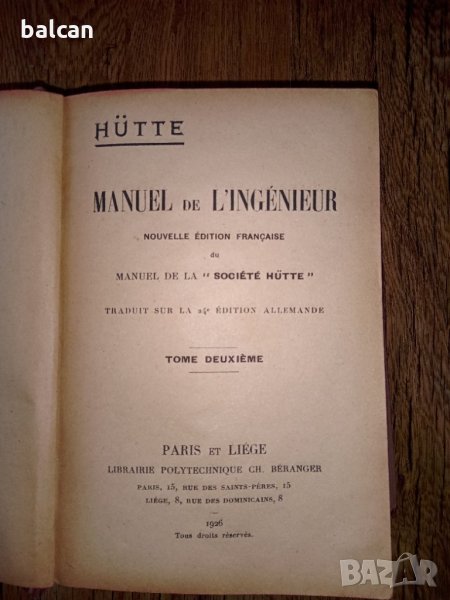 balcan
HÜTTE
MANUEL DE L'INGÉNIEUR
NOUVELLE ÉDITION FRANÇAISE
du
MANUEL DE LA "SOCIÉTÉ HÜTTE"
TRADUIT SUR LA 24e ÉDITION ALLEMANDE
TOME DEUXIÈME
PARIS ET LIÉGE
LIBRAIRIE POLYTECHNIQUE CH. BÉRANGER
PARIS, 15, RUE DES SAINTS-PÈRES, 15
LIÉGE, 8, RUE DES DOMINICAINS, 8
1926
Tous droits réservés.
BAZAR